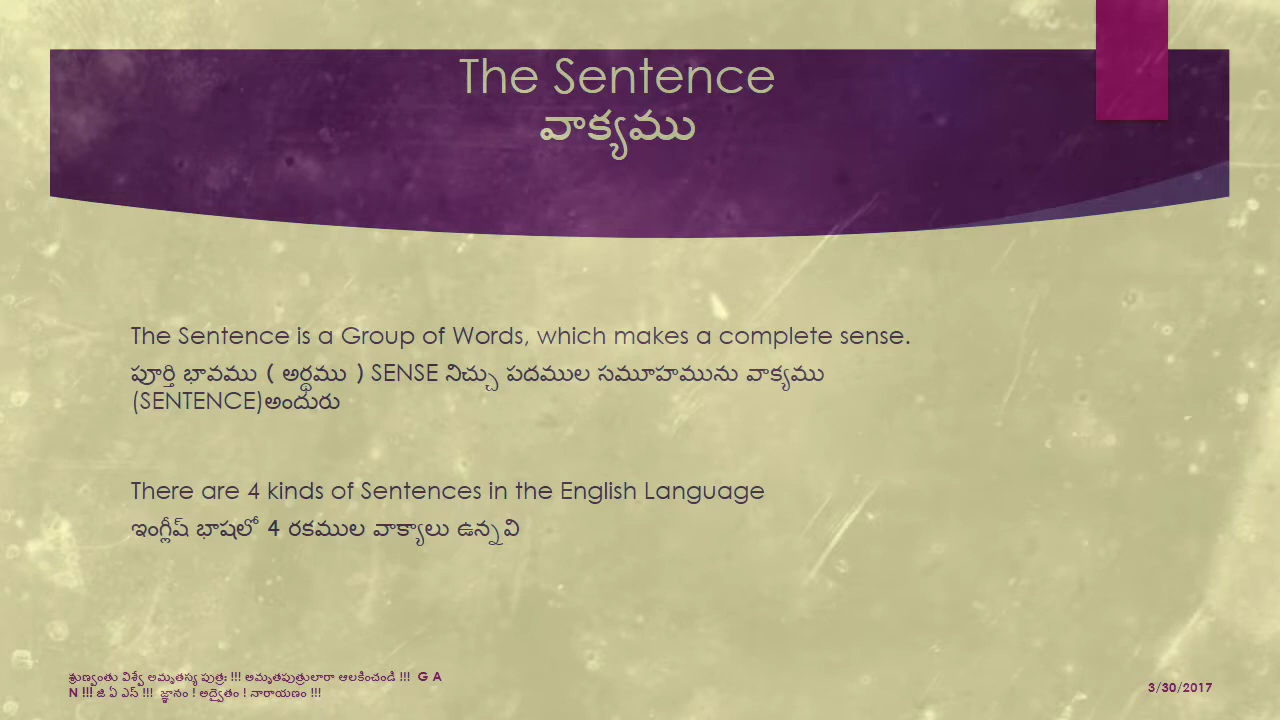 The Sentence
వాక్యము
The Sentence is a Group of Words, which makes a complete sense.
పూర్తి భావము ( అర్థము ) SENSE నిచ్చు పదముల సమూహమును వాక్యము
(SENTENCE)అందురు
There are 4 kinds of Sentences in the English Language
ఇంగ్లీష్ భాషలో 4 రకముల వాక్యాలు ఉన్నవి
శ్రుణ్వంతు విశ్వే అమృతస్య పుత్ర: !!! అమృతపుత్రులారా ఆలకించండి !!! G A
N !!! జి ఏ ఎన్ !!! జ్ఞానం ! అద్వైతం ! నారాయణం !!!
3/30/2017